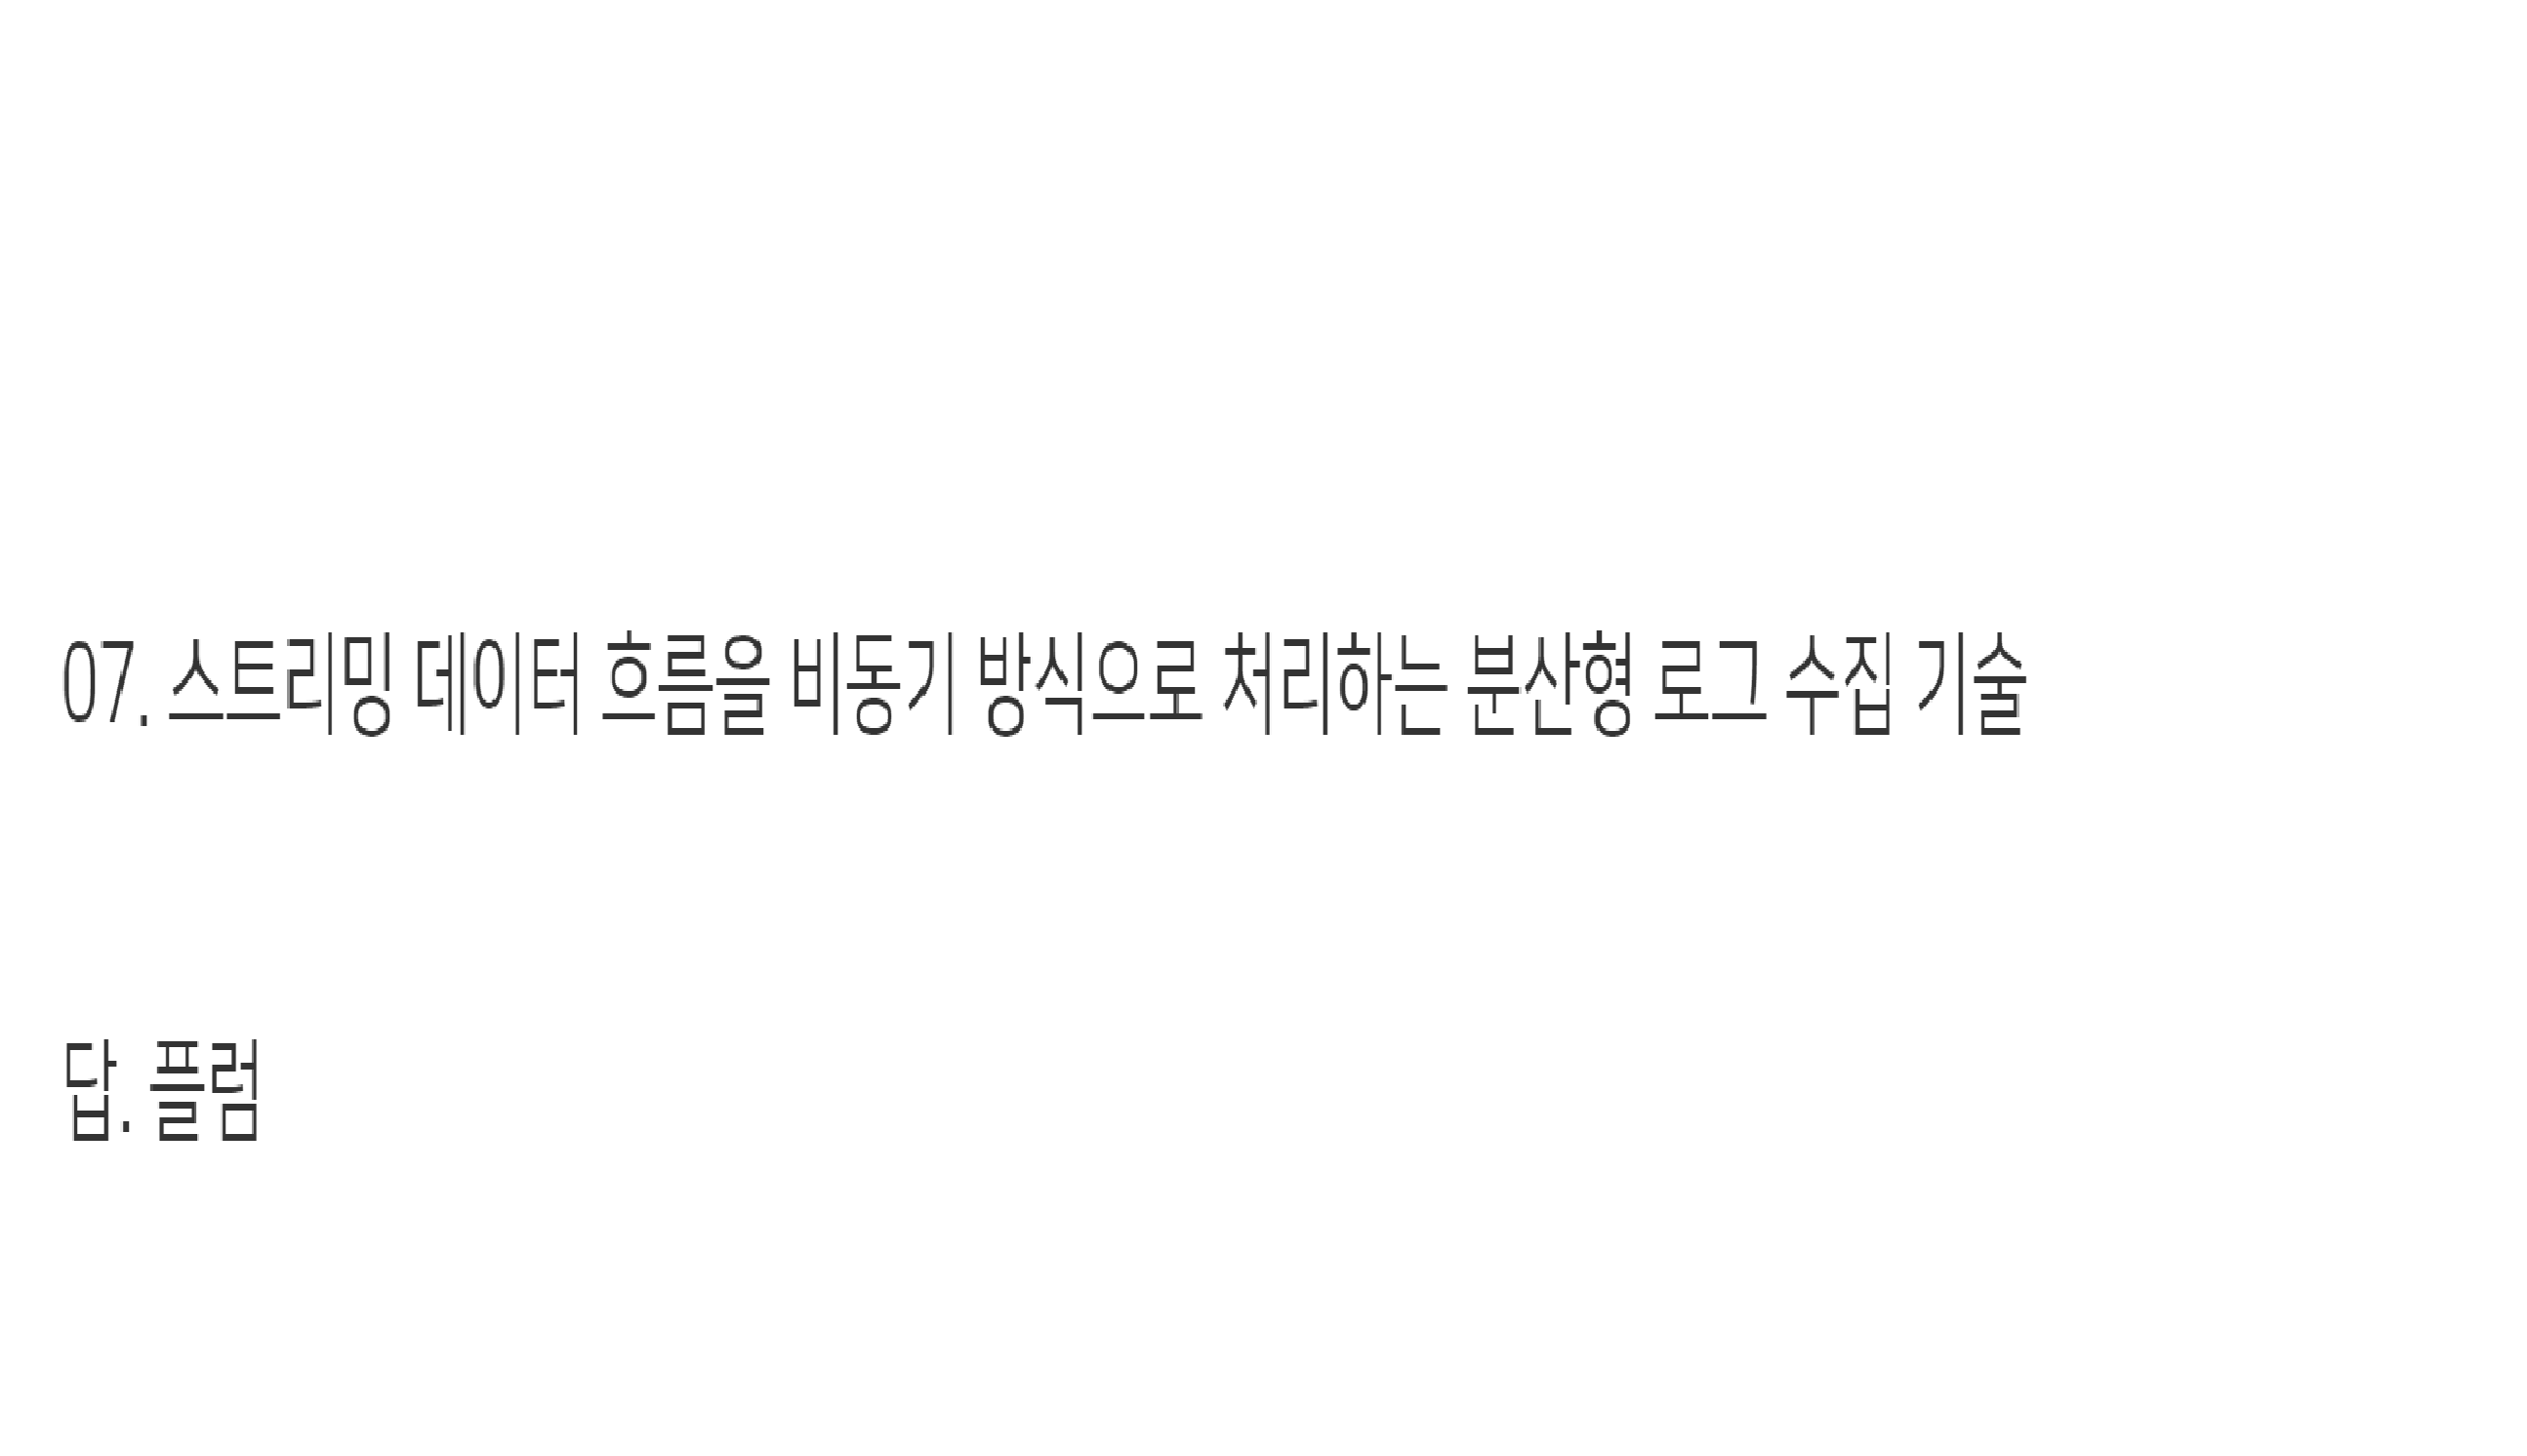 07. 스트리밍 데이터 흐름을 비동기 방식으로 처리하는 분산형 로그 수집 기술
답. 플럼